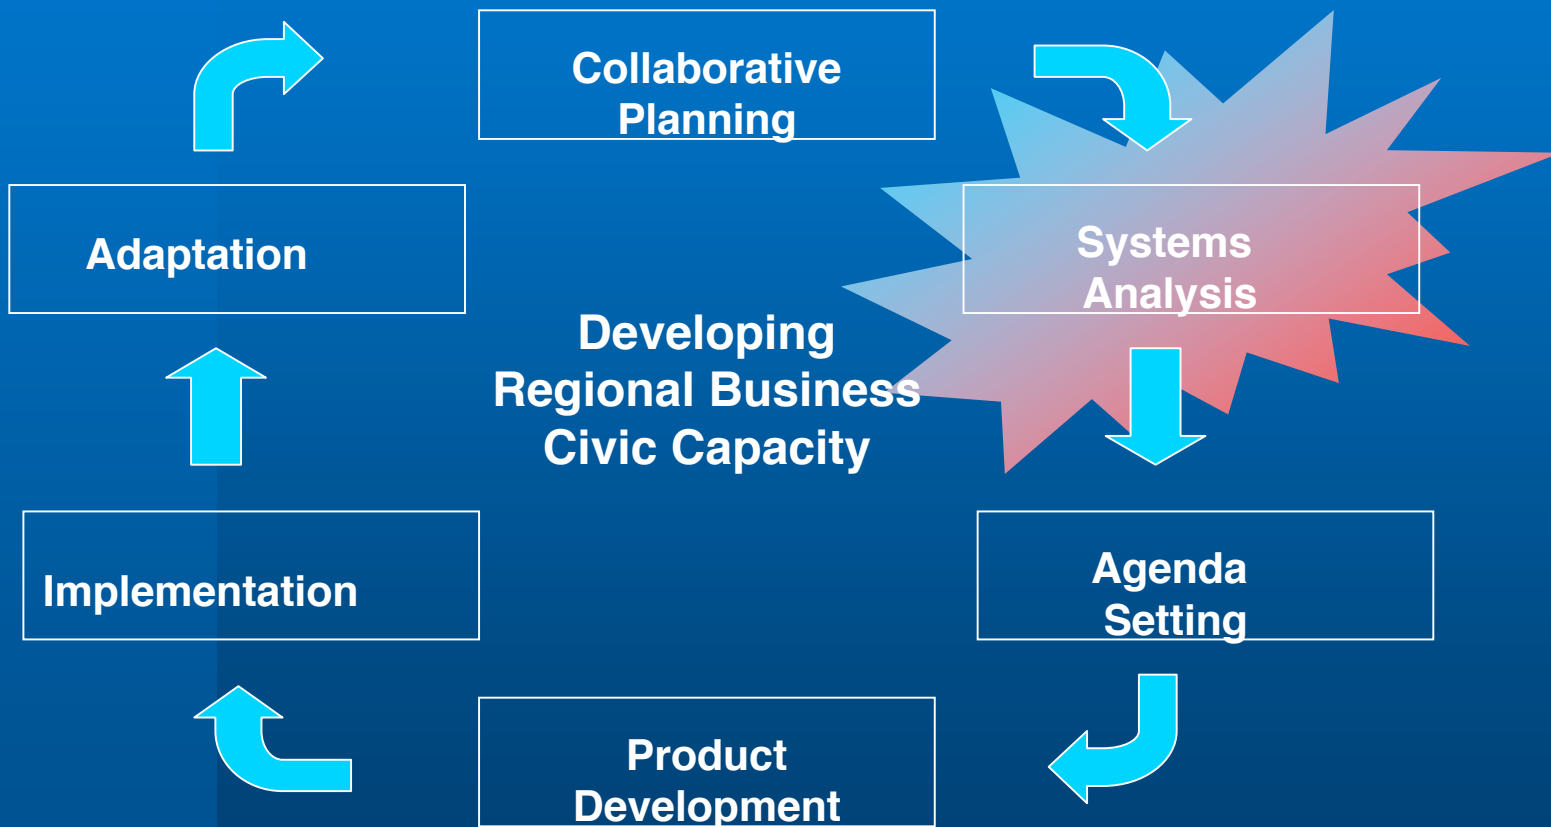 Collaborative
Planning
Adaptation
Systems
Analysis
Developing
Regional Business
Civic Capacity
Implementation
Agenda
Setting
Product
Development